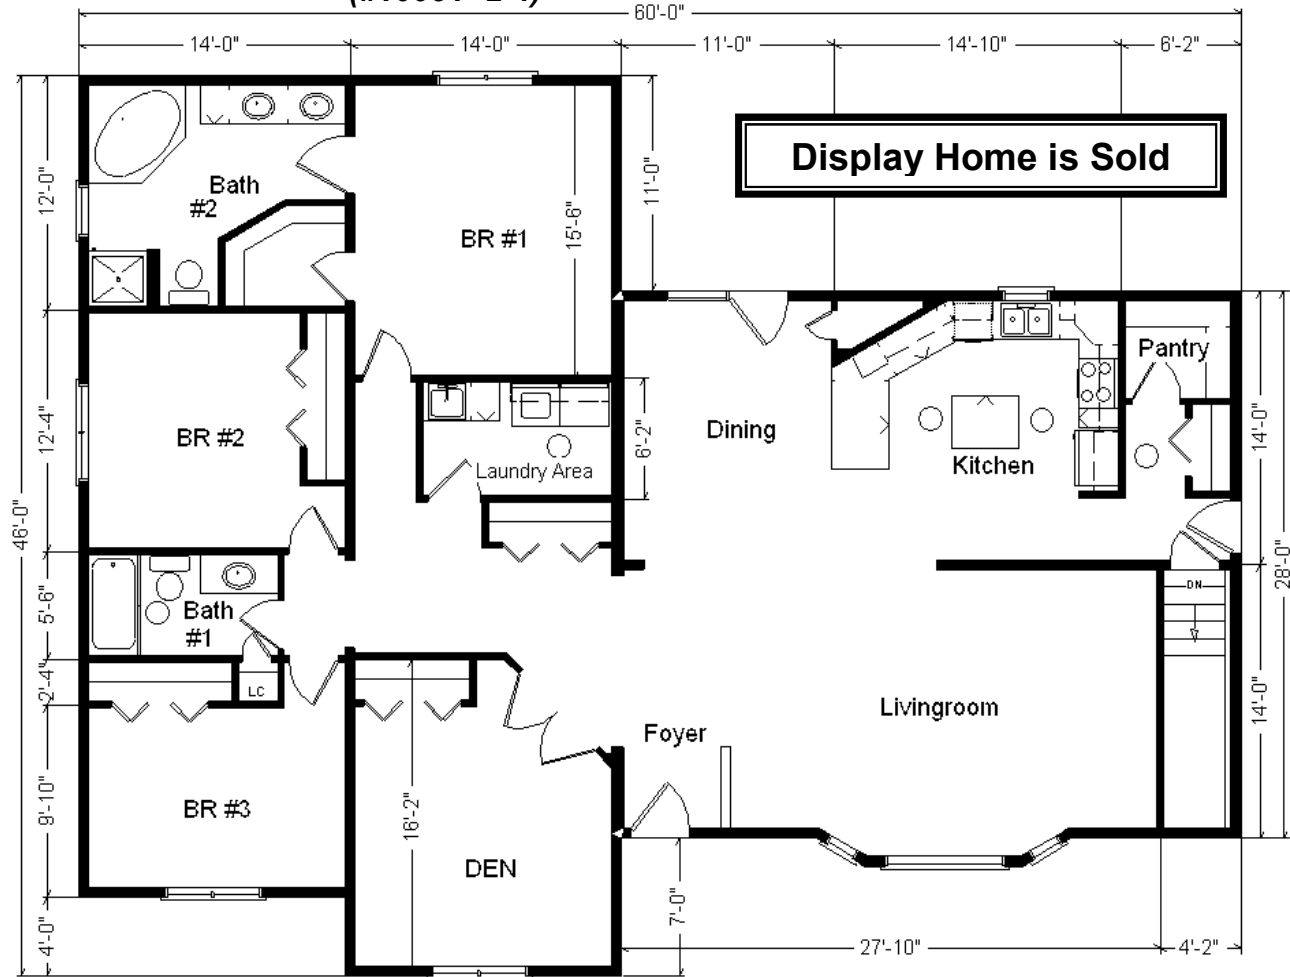 60'-0"
14'-0" 14'-0" 11'-0" 14'-10" 6'-2"
Display Home is Sold
12'-0"
11'-0"
Bath
#2
BR #1
15'-6"
Pantry
12'-4"
BR #2
6'-2"
Dining
14'-0"
Laundry Area
Kitchen
46'-0"
28'-0"
5'-6"
Bath
#1
DN
2'-4"
LC
14'-0"
Livingroom
Foyer
9'-10"
BR #3
16'-2"
DEN
7'-0"
4'-0"
27'-10" 4'-2"